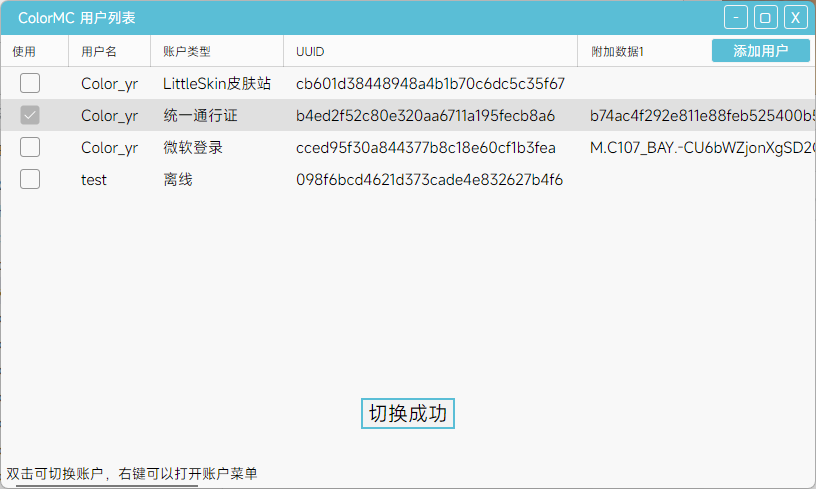 ColorMC 用户列表 - X
使用 用户名 账户类型 UUID 附加数据1 添加用户
Color_yr LittleSkin皮肤站 cb601d38448948a4b1b70c6dc5c35f67
Color_yr 统一通行证 b4ed2f52c80e320aa6711a195fecb8a6 b74ac4f292e811e88feb525400b5
Color_yr 微软登录 cced95f30a844377b8c18e60cf1b3fea M.C107_BAY.-CU6bWZjonXgSD2
test 离线 098f6bcd4621d373cade4e832627b4f6
切换成功
双击可切换账户，右键可以打开账户菜单